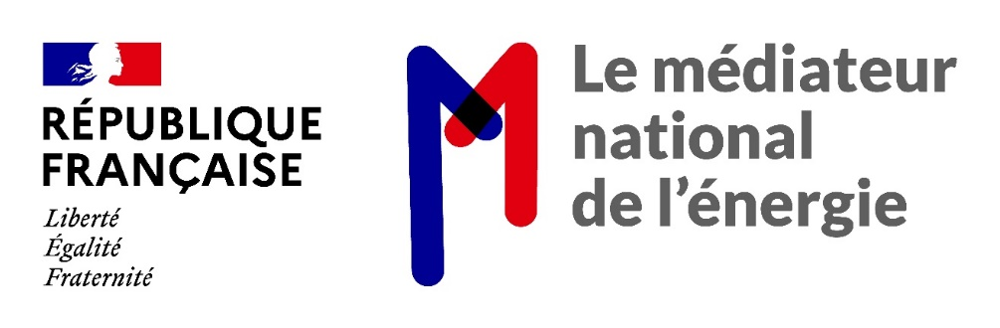 RÉPUBLIQUE
FRANÇAISE
Liberté
Égalité
Fraternité
M
Le médiateur
national
de l’énergie